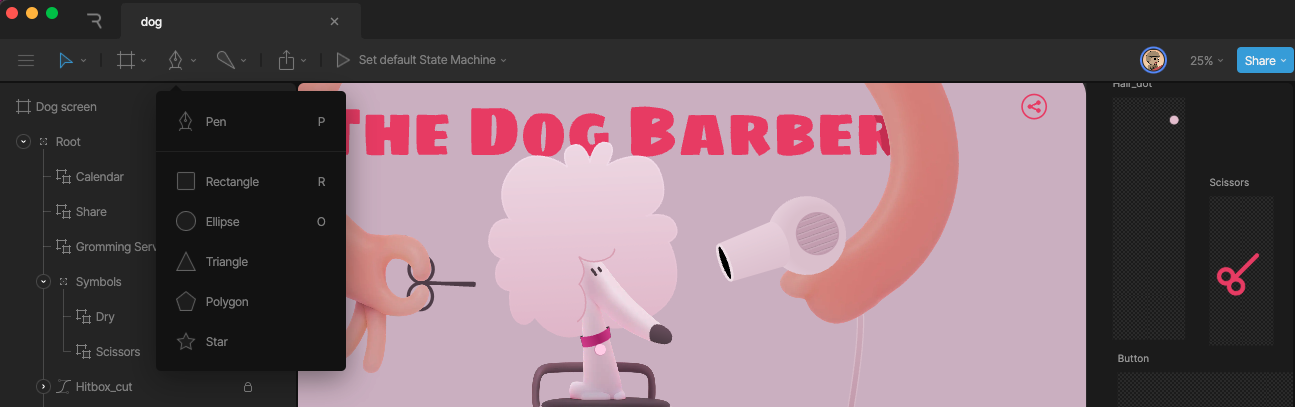 dog
Set default State Machine
25%
Share
Dog screen
Root
Calendar
Share
Gromming Serv
Symbols
Dry
Scissors
Hitbox_cut
Pen P
Rectangle R
Ellipse O
Triangle
Polygon
Star
The Dog Barber
Hair_dot
Scissors
Button